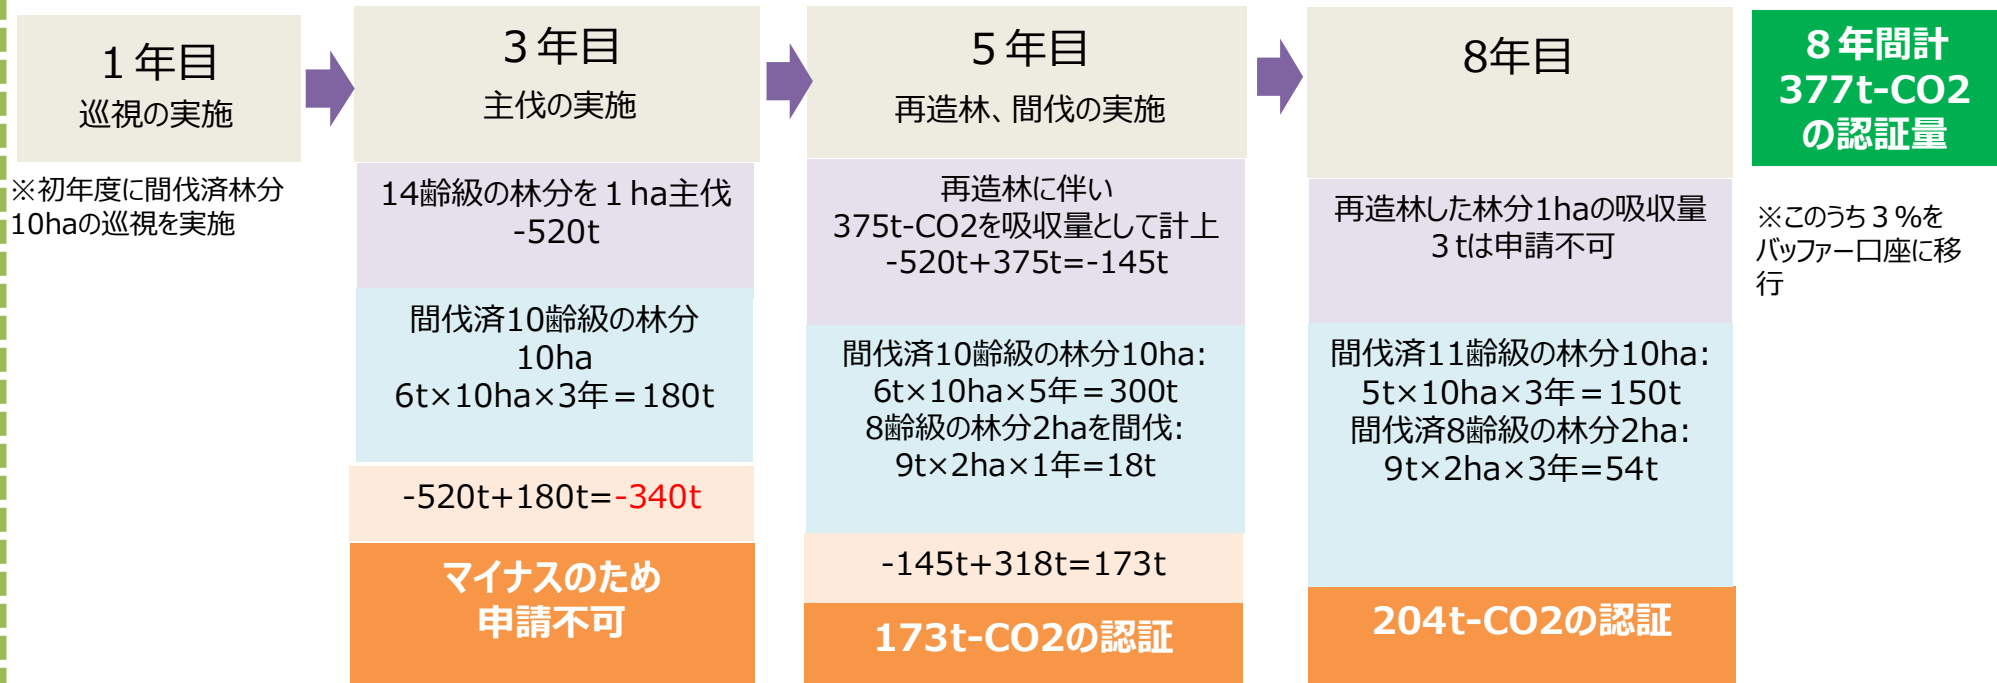 １年目
巡視の実施
※初年度に間伐済林分
10haの巡視を実施
３年目
主伐の実施
14齢級の林分を１ha主伐
-520t
間伐済10齢級の林分
10ha
6t×10ha×3年＝180t
-520t+180t=-340t
マイナスのため
申請不可
５年目
再造林、間伐の実施
再造林に伴い
375t-CO2を吸収量として計上
-520t+375t=-145t
間伐済10齢級の林分10ha:
6t×10ha×5年＝300t
8齢級の林分2haを間伐:
9t×2ha×1年=18t
-145t+318t=173t
173t-CO2の認証
8年目
再造林した林分1haの吸収量
３tは申請不可
間伐済11齢級の林分10ha:
5t×10ha×3年＝150t
間伐済8齢級の林分2ha:
9t×2ha×3年=54t
204t-CO2の認証
８年間計
377t-CO2
の認証量
※このうち３%を
バッファー口座に移
行